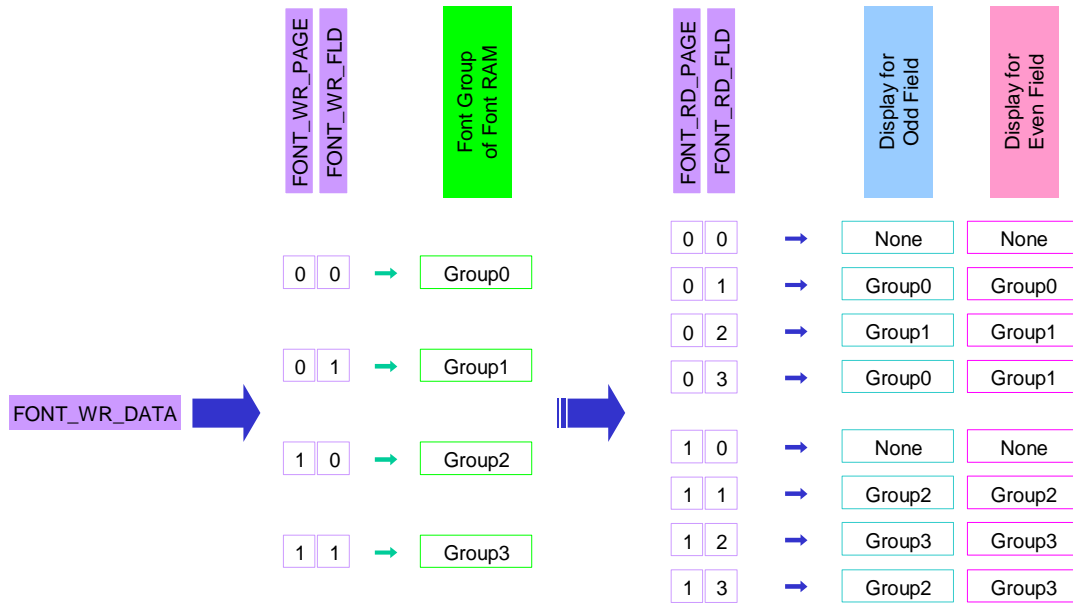 FONT_WR_PAGE
FONT_WR_FLD
Font Group
of Font RAM
FONT_RD_PAGE
FONT_RD_FLD
Display for
Odd Field
Display for
Even Field
FONT_WR_DATA
0 0 Group0
0 1 Group1
1 0 Group2
1 1 Group3
0 0 None None
0 1 Group0 Group0
0 2 Group1 Group1
0 3 Group0 Group1
1 0 None None
1 1 Group2 Group2
1 2 Group3 Group3
1 3 Group2 Group3